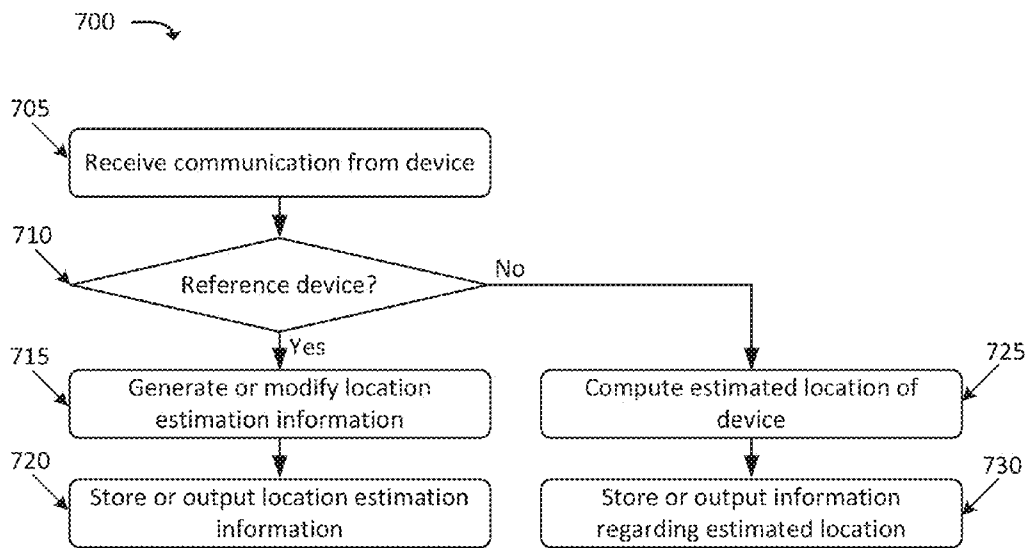 700
705
Receive communication from device
710
Reference device?
No
Yes
715
Generate or modify location
estimation information
725
Compute estimated location of
device
720
Store or output location estimation
information
730
Store or output information
regarding estimated location